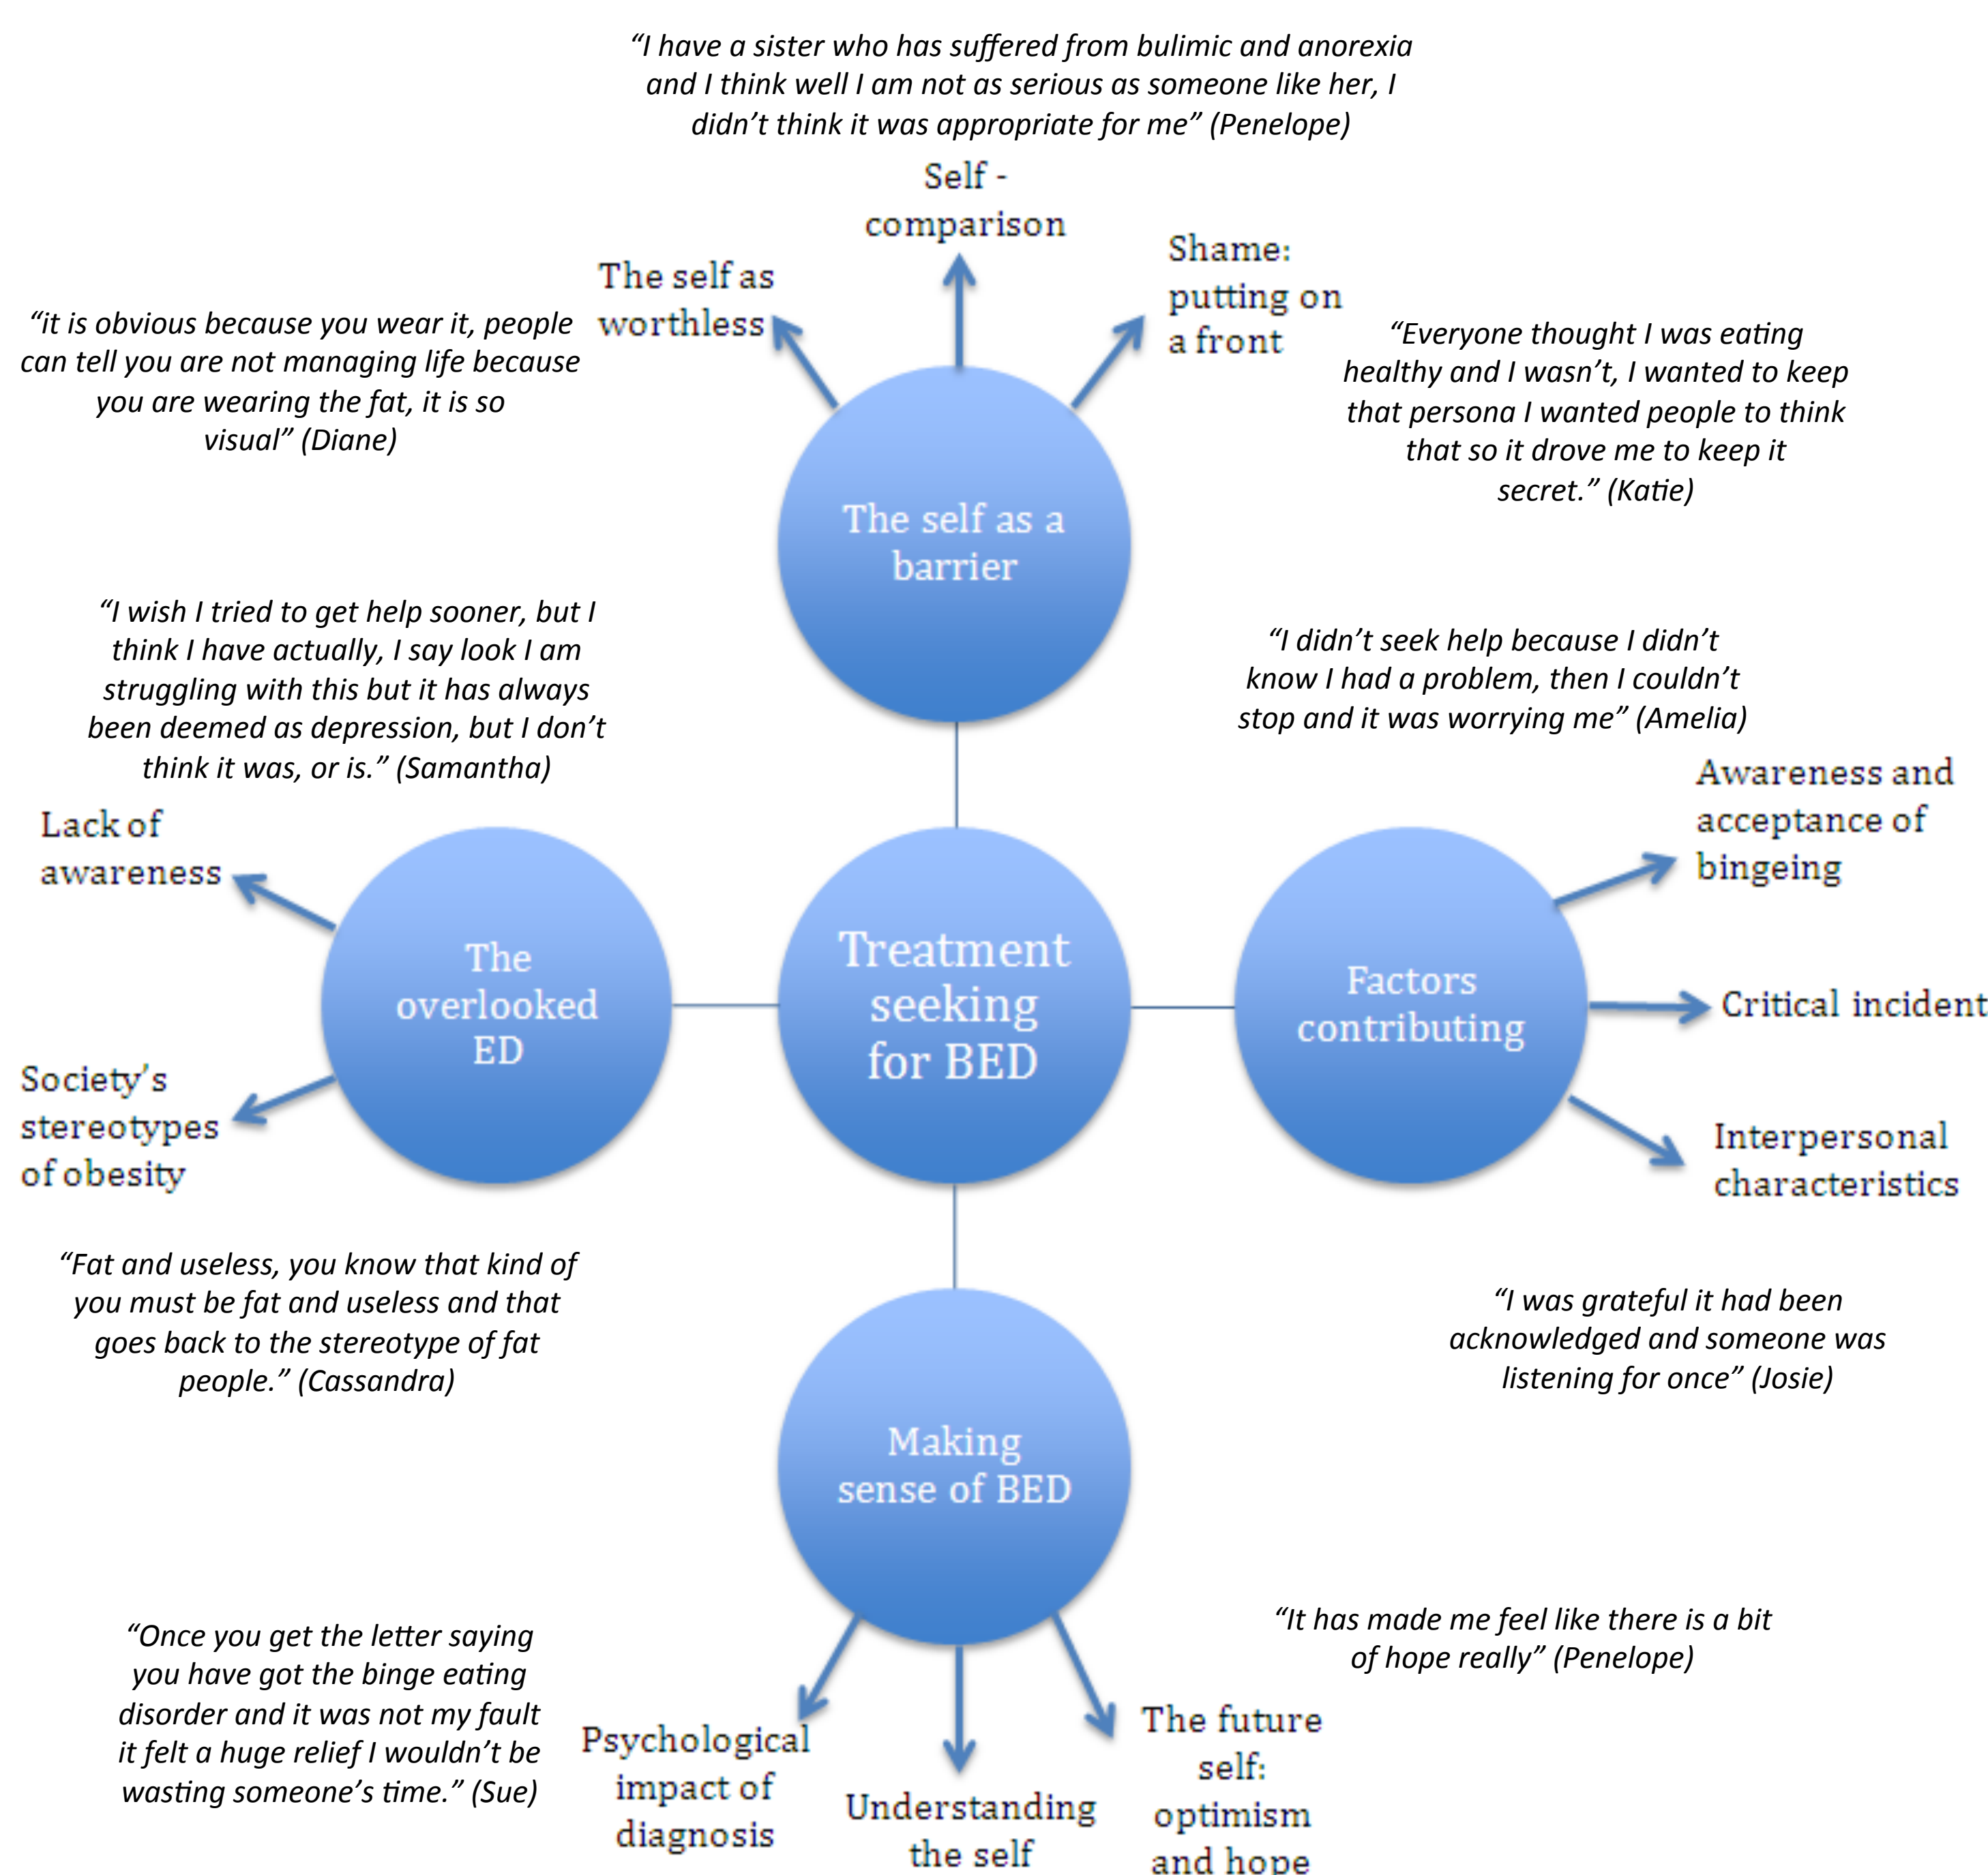 “I have a sister who has suffered from bulimic and anorexia
and I think well I am not as serious as someone like her, I
didn’t think it was appropriate for me” (Penelope)
Self -
comparison
The self as
worthless
Shame:
putting on
a front
“it is obvious because you wear it, people
can tell you are not managing life because
you are wearing the fat, it is so
visual” (Diane)
“Everyone thought I was eating
healthy and I wasn’t, I wanted to keep
that persona I wanted people to think
that so it drove me to keep it
secret.” (Katie)
The self as a
barrier
“I wish I tried to get help sooner, but I
think I have actually, I say look I am
struggling with this but it has always
been deemed as depression, but I don’t
think it was, or is.” (Samantha)
“I didn’t seek help because I didn’t
know I had a problem, then I couldn’t
stop and it was worrying me” (Amelia)
Lack of
awareness
Awareness and
acceptance of
bingeing
The
overlooked
ED
Treatment
seeking
for BED
Factors
contributing
Critical incident
Society’s
stereotypes
of obesity
Interpersonal
characteristics
“Fat and useless, you know that kind of
you must be fat and useless and that
goes back to the stereotype of fat
people.” (Cassandra)
“I was grateful it had been
acknowledged and someone was
listening for once” (Josie)
Making
sense of BED
“Once you get the letter saying
you have got the binge eating
disorder and it was not my fault
it felt a huge relief I wouldn’t be
wasting someone’s time.” (Sue)
“It has made me feel like there is a bit
of hope really” (Penelope)
Psychological
impact of
diagnosis
Understanding
the self
The future
self:
optimism
and hope